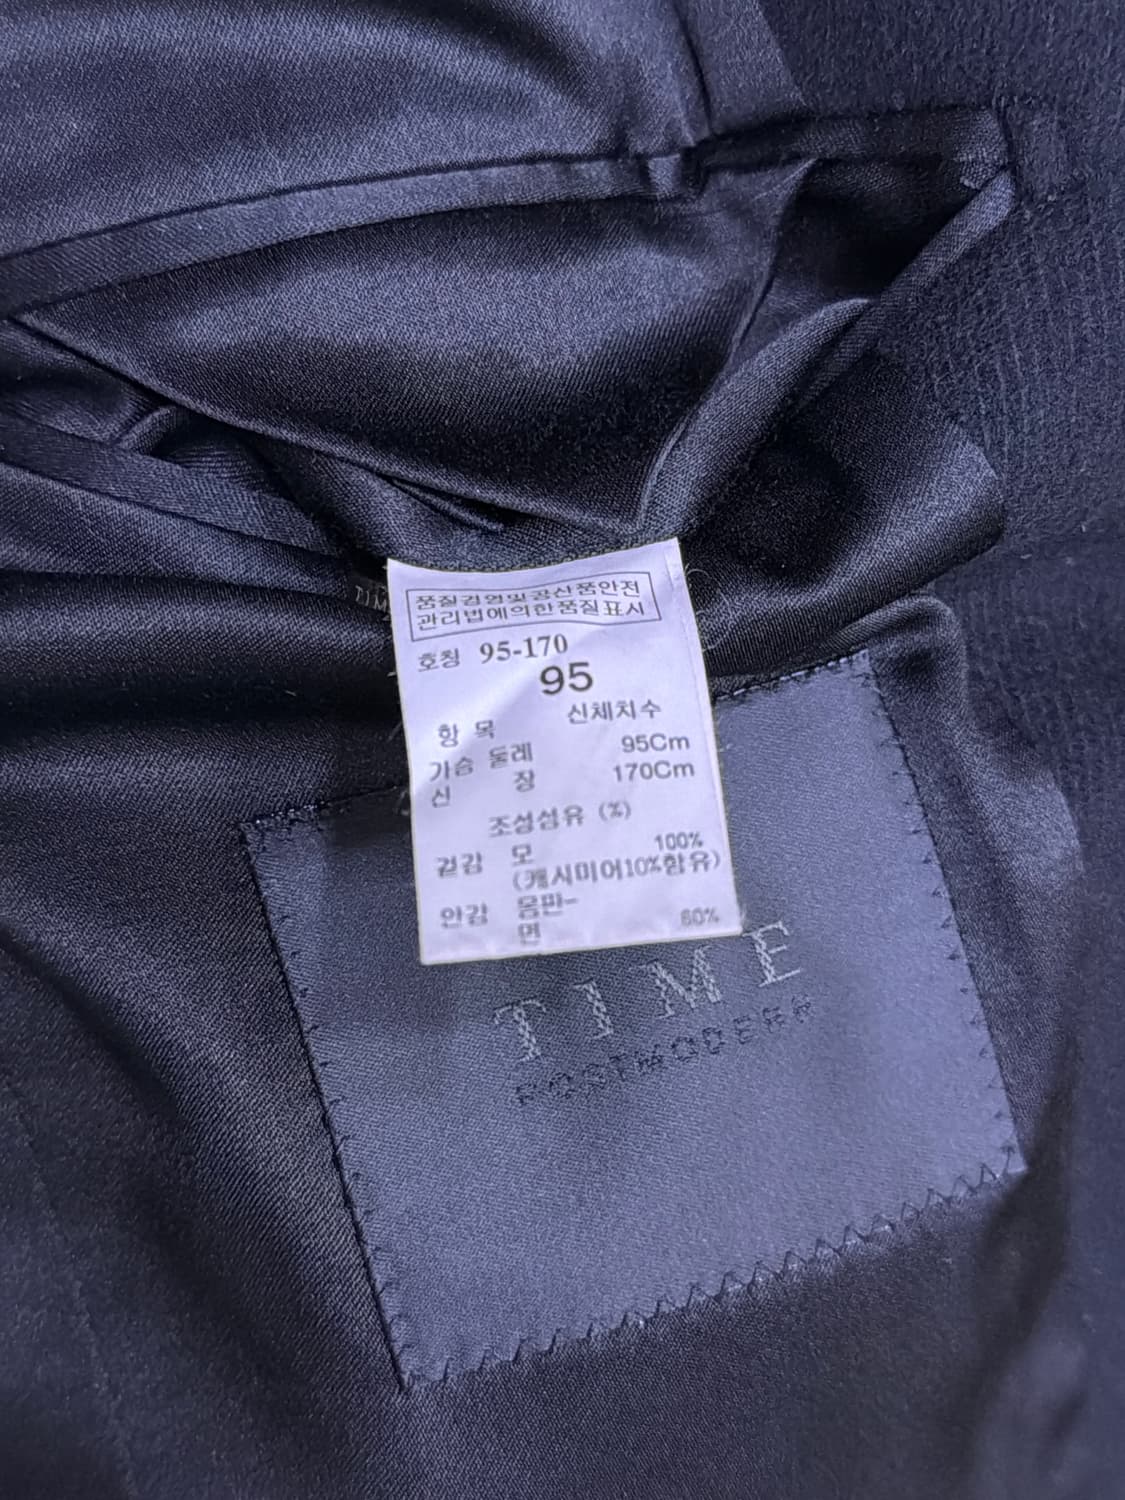 품질경영및공산품안전
관리법에의한품질표시
호칭 95-170
95
항 목 신체치수
가슴 둘레 95Cm
신 장 170Cm
조성섬유 (%)
겉감 모 100%
(캐시미어10%함유)
안감 몸판-
면 60%
TIM
TIME
POSTMODERN